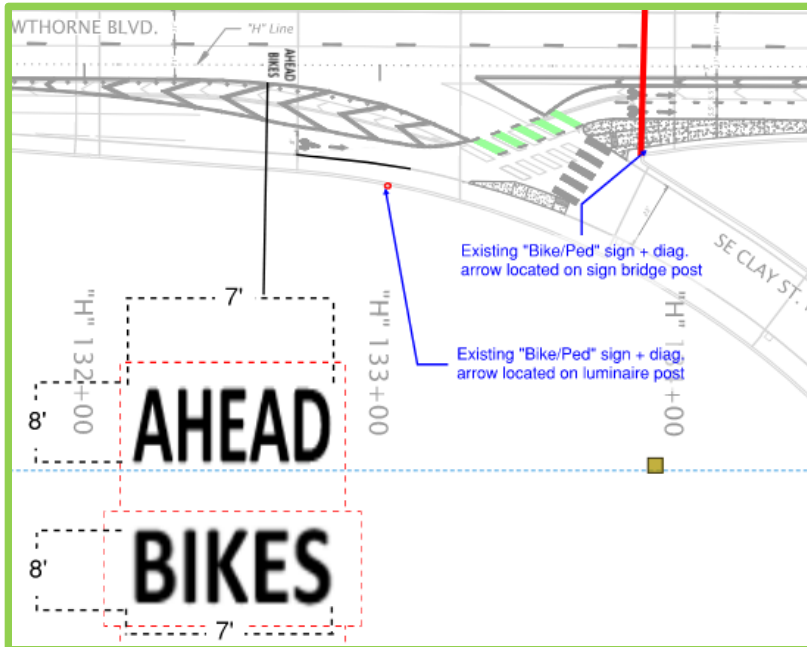 WTHORNE BLVD.
"H" Line
AHEAD
BIKES
Existing "Bike/Ped" sign + diag.
arrow located on sign bridge post
SE CLAY ST.
"H" 132+00
7'
"H" 133+00
Existing "Bike/Ped" sign + diag.
arrow located on luminaire post
"H" 1
+00
8'
AHEAD
8'
BIKES
7'